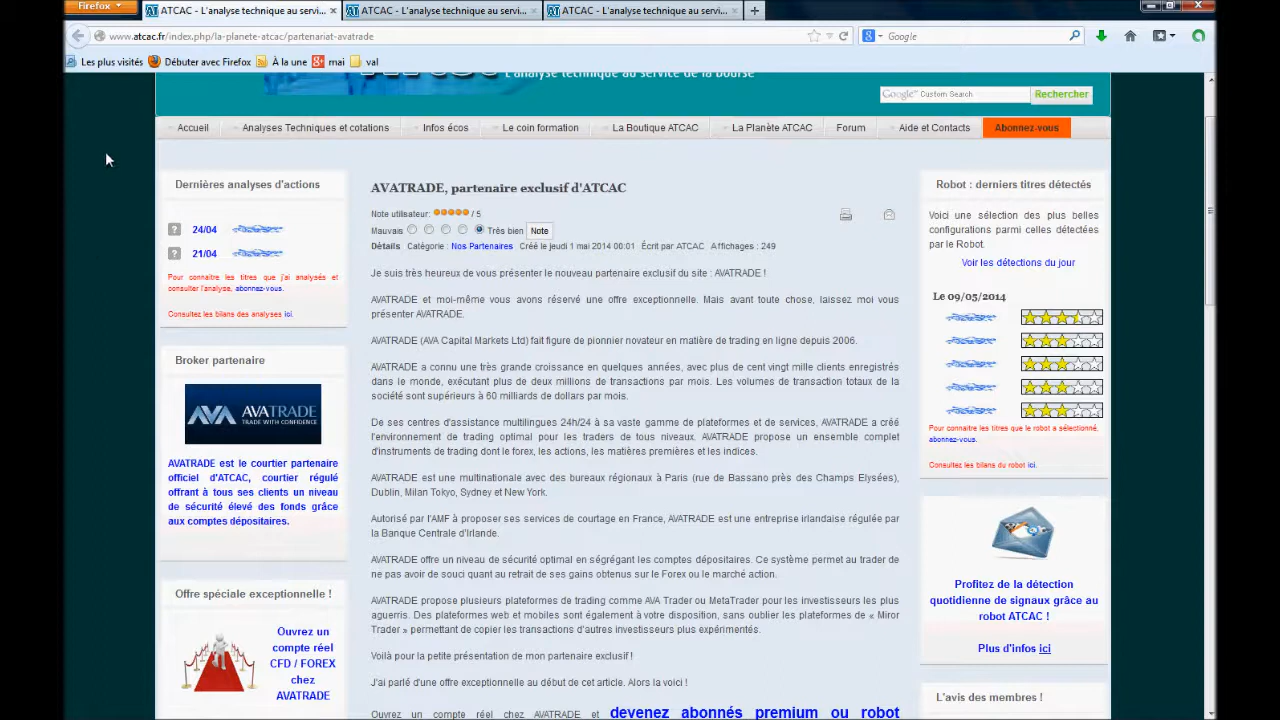 Firefox
ATCAC - L'analyse technique au servi...
ATCAC - L'analyse technique au servi...
ATCAC - L'analyse technique au servi...
www.atcac.fr/index.php/la-planete-atcac/partenariat-avatrade
Google
Les plus visités
Débuter avec Firefox
À la une
mai
val
L'analyse technique au service de la bourse
Google™ Custom Search
Rechercher
Accueil
Analyses Techniques et cotations
Infos écos
Le coin formation
La Boutique ATCAC
La Planète ATCAC
Forum
Aide et Contacts
Abonnez-vous
Dernières analyses d'actions
24/04
21/04
Pour connaître les titres que j'ai analysés et
consulter l'analyse, abonnez-vous.
Consultez les bilans des analyses ici.
Broker partenaire
AVATRADE
TRADE WITH CONFIDENCE
AVATRADE est le courtier partenaire
officiel d'ATCAC, courtier régulé
offrant à tous ses clients un niveau
de sécurité élevé des fonds grâce
aux comptes dépositaires.
Offre spéciale exceptionnelle !
Ouvrez un
compte réel
CFD / FOREX
chez
AVATRADE
AVATRADE, partenaire exclusif d'ATCAC
Note utilisateur: / 5
Mauvais Très bien Note
Détails Catégorie : Nos Partenaires Créé le jeudi 1 mai 2014 00:01 Écrit par ATCAC Affichages : 249
Je suis très heureux de vous présenter le nouveau partenaire exclusif du site : AVATRADE !
AVATRADE et moi-même vous avons réservé une offre exceptionnelle. Mais avant toute chose, laissez moi vous
présenter AVATRADE.
AVATRADE (AVA Capital Markets Ltd) fait figure de pionnier novateur en matière de trading en ligne depuis 2006.
AVATRADE a connu une très grande croissance en quelques années, avec plus de cent vingt mille clients enregistrés
dans le monde, exécutant plus de deux millions de transactions par mois. Les volumes de transaction totaux de la
société sont supérieurs à 60 milliards de dollars par mois.
De ses centres d'assistance multilingues 24h/24 à sa vaste gamme de plateformes et de services, AVATRADE a créé
l'environnement de trading optimal pour les traders de tous niveaux. AVATRADE propose un ensemble complet
d'instruments de trading dont le forex, les actions, les matières premières et les indices.
AVATRADE est une multinationale avec des bureaux régionaux à Paris (rue de Bassano près des Champs Elysées),
Dublin, Milan Tokyo, Sydney et New York.
Autorisé par l'AMF à proposer ses services de courtage en France, AVATRADE est une entreprise irlandaise régulée par
la Banque Centrale d'Irlande.
AVATRADE offre un niveau de sécurité optimal en ségrégant les comptes dépositaires. Ce système permet au trader de
ne pas avoir de souci quant au retrait de ses gains obtenus sur le Forex ou le marché action.
AVATRADE propose plusieurs plateformes de trading comme AVA Trader ou MetaTrader pour les investisseurs les plus
aguerris. Des plateformes web et mobiles sont également à votre disposition, sans oublier les plateformes de « Miror
Trader » permettant de copier les transactions d'autres investisseurs plus expérimentés.
Voilà pour la petite présentation de mon partenaire exclusif !
J'ai parlé d'une offre exceptionnelle au début de cet article. Alors la voici !
Ouvrez un compte réel chez AVATRADE et devenez abonnés premium ou robot
Robot : derniers titres détectés
Voici une sélection des plus belles
configurations parmi celles détectées
par le Robot.
Voir les détections du jour
Le 09/05/2014
Pour connaitre les titres que le robot a sélectionné,
abonnez-vous.
Consultez les bilans du robot ici.
Profitez de la détection
quotidienne de signaux grâce au
robot ATCAC !
Plus d'infos ici
L'avis des membres !